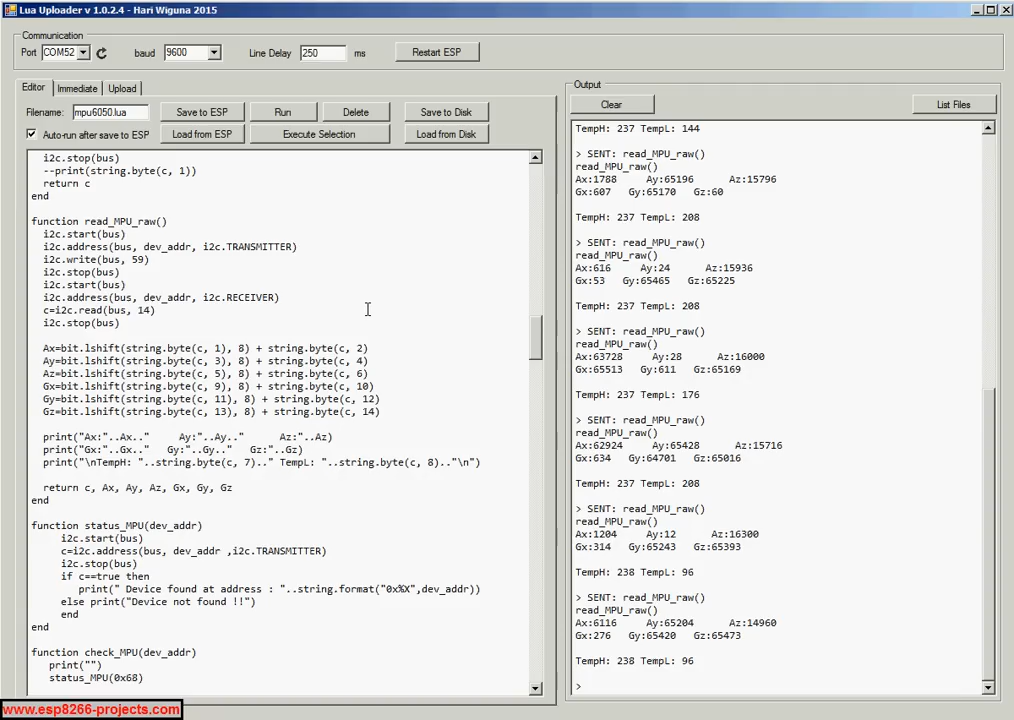 Lua Uploader v 1.0.2.4 - Hari Wiguna 2015
Communication
Port COM52 baud 9600 Line Delay 250 ms Restart ESP
Editor Immediate Upload
Filename: mpu6050.lua Save to ESP Run Delete Save to Disk
Auto-run after save to ESP Load from ESP Execute Selection Load from Disk
i2c.stop(bus)
--print(string.byte(c, 1))
return c
end
function read_MPU_raw()
i2c.start(bus)
i2c.address(bus, dev_addr, i2c.TRANSMITTER)
i2c.write(bus, 59)
i2c.stop(bus)
i2c.start(bus)
i2c.address(bus, dev_addr, i2c.RECEIVER)
c=i2c.read(bus, 14)
i2c.stop(bus)
Ax=bit.lshift(string.byte(c, 1), 8) + string.byte(c, 2)
Ay=bit.lshift(string.byte(c, 3), 8) + string.byte(c, 4)
Az=bit.lshift(string.byte(c, 5), 8) + string.byte(c, 6)
Gx=bit.lshift(string.byte(c, 9), 8) + string.byte(c, 10)
Gy=bit.lshift(string.byte(c, 11), 8) + string.byte(c, 12)
Gz=bit.lshift(string.byte(c, 13), 8) + string.byte(c, 14)
print("Ax:"..Ax.."     Ay:"..Ay.."      Az:"..Az)
print("Gx:"..Gx.."   Gy:"..Gy.."   Gz:"..Gz)
print("\nTempH: "..string.byte(c, 7).." TempL: "..string.byte(c, 8).."\n")
return c, Ax, Ay, Az, Gx, Gy, Gz
end
function status_MPU(dev_addr)
i2c.start(bus)
c=i2c.address(bus, dev_addr ,i2c.TRANSMITTER)
i2c.stop(bus)
if c==true then
print(" Device found at address : "..string.format("0x%X",dev_addr))
else print("Device not found !!")
end
end
function check_MPU(dev_addr)
print("")
status_MPU(0x68)
Output
Clear List Files
TempH: 237 TempL: 144
> SENT: read_MPU_raw()
read_MPU_raw()
Ax:1788 Ay:65196 Az:15796
Gx:607 Gy:65170 Gz:60
TempH: 237 TempL: 208
> SENT: read_MPU_raw()
read_MPU_raw()
Ax:616 Ay:24 Az:15936
Gx:53 Gy:65465 Gz:65225
TempH: 237 TempL: 208
> SENT: read_MPU_raw()
read_MPU_raw()
Ax:63728 Ay:28 Az:16000
Gx:65513 Gy:611 Gz:65169
TempH: 237 TempL: 176
> SENT: read_MPU_raw()
read_MPU_raw()
Ax:62924 Ay:65428 Az:15716
Gx:634 Gy:64701 Gz:65016
TempH: 237 TempL: 208
> SENT: read_MPU_raw()
read_MPU_raw()
Ax:1204 Ay:12 Az:16300
Gx:314 Gy:65243 Gz:65393
TempH: 238 TempL: 96
> SENT: read_MPU_raw()
read_MPU_raw()
Ax:6116 Ay:65204 Az:14960
Gx:276 Gy:65420 Gz:65473
TempH: 238 TempL: 96
>
www.esp8266-projects.com